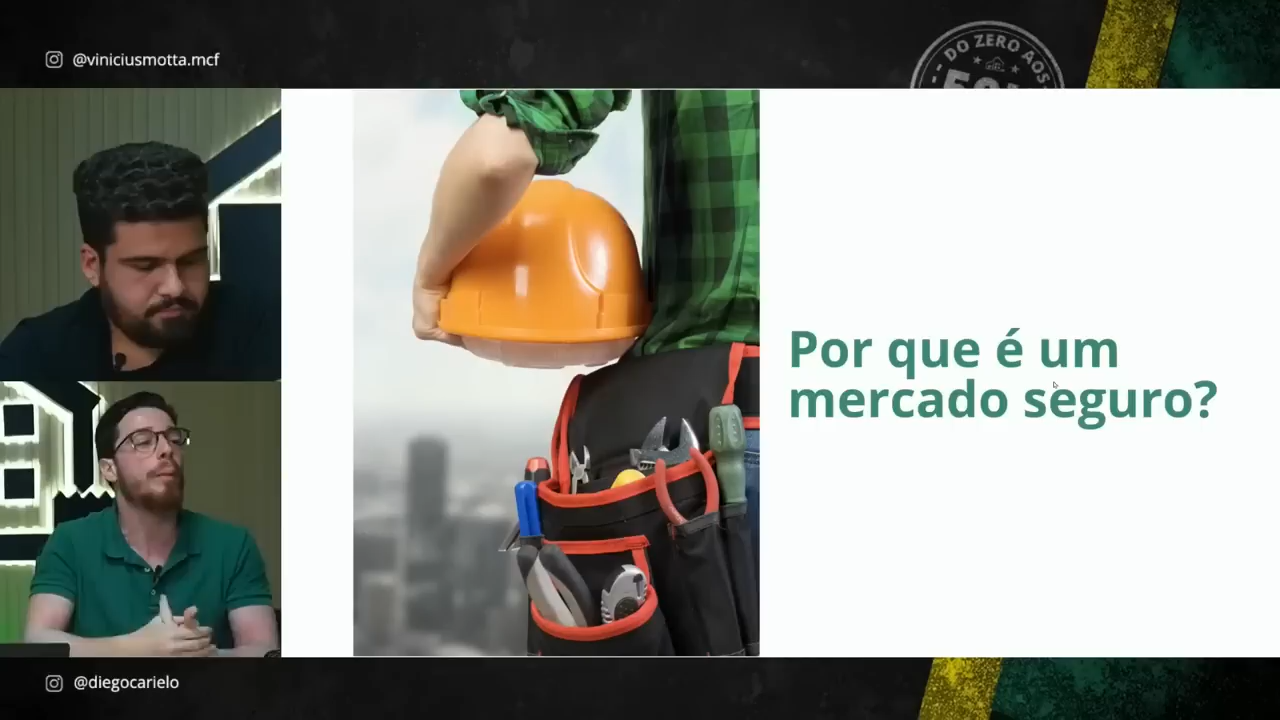 @viniciusmotta.mcf
DO ZERO AOS
Por que é um
mercado seguro?
@diegocarielo